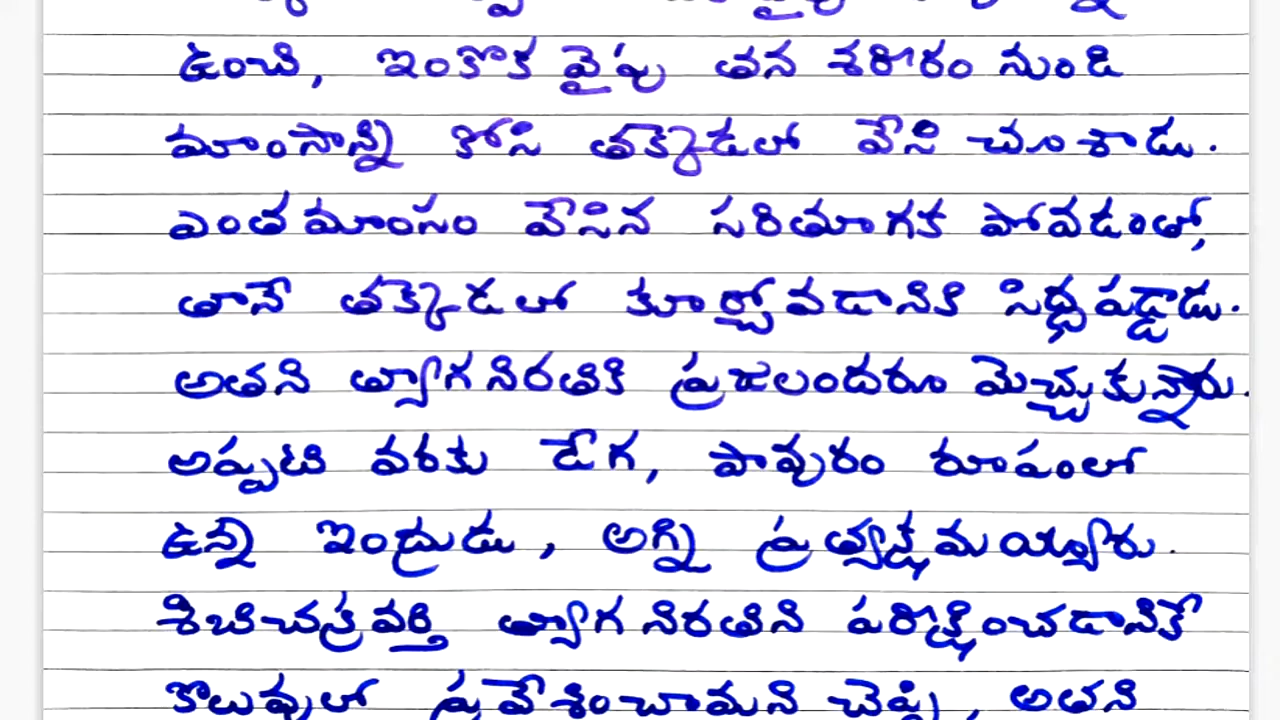 ఉంచి, ఇంకొక వైపు తన శరీరం నుండి
మాంసాన్ని కోసి తక్కెడలో వేసి చూశాడు.
ఎంత మాంసం వేసిన సరితూగక పోవడంతో,
తానే తక్కెడలో కూర్చోవడానికి సిద్ధపడ్డాడు.
అతని త్యాగనిరతికి ప్రజలందరూ మెచ్చుకున్నారు.
అప్పటి వరకు డేగ, పావురం రూపంలో
ఉన్ని ఇంద్రుడు, అగ్ని ప్రత్యక్షమయ్యారు.
శిబిచక్రవర్తి త్యాగనిరతిని పరీక్షించడానికే
కొలువులో ప్రవేశించామని చెప్పి, అతని